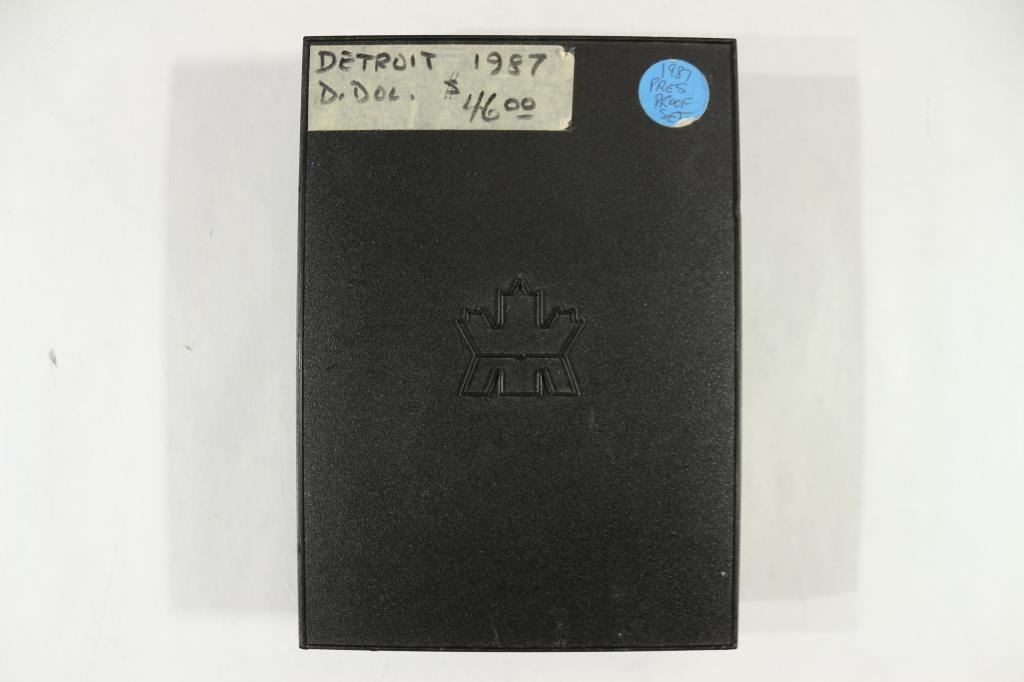 DETROIT 1987
D. DOL. $46.00
1987
PRES
PROOF
SET